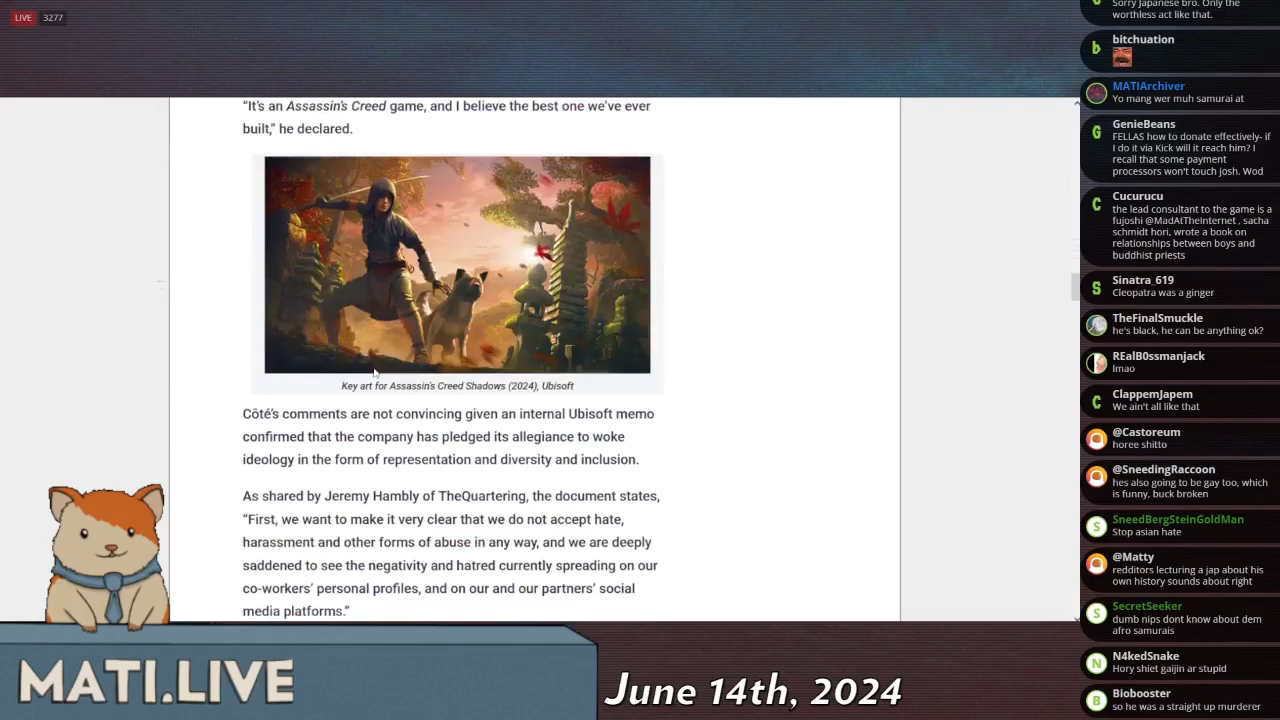 LIVE 3277
"It's an Assassin's Creed game, and I believe the best one we've ever
built," he declared.
Key art for Assassin's Creed Shadows (2024), Ubisoft
Côté's comments are not convincing given an internal Ubisoft memo
confirmed that the company has pledged its allegiance to woke
ideology in the form of representation and diversity and inclusion.
As shared by Jeremy Hambly of TheQuartering, the document states,
"First, we want to make it very clear that we do not accept hate,
harassment and other forms of abuse in any way, and we are deeply
saddened to see the negativity and hatred currently spreading on our
co-workers' personal profiles, and on our and our partners' social
media platforms."
MATI.LIVE
June 14th, 2024
Sorry Japanese bro. Only the
worthless act like that.
b
bitchuation
MATIArchiver
Yo mang wer muh samurai at
G
GenieBeans
FELLAS how to donate effectively- if
I do it via Kick will it reach him? I
recall that some payment
processors won't touch josh. Wod
C
Cucurucu
the lead consultant to the game is a
fujoshi @MadAtTheInternet , sacha
schmidt hori, wrote a book on
relationships between boys and
buddhist priests
S
Sinatra_619
Cleopatra was a ginger
TheFinalSmuckle
he's black, he can be anything ok?
REalB0ssmanjack
lmao
C
ClappemJapem
We ain't all like that
@Castoreum
horee shitto
@SneedingRaccoon
hes also going to be gay too, which
is funny, buck broken
S
SneedBergSteinGoldMan
Stop asian hate
@Matty
redditors lecturing a jap about his
own history sounds about right
S
SecretSeeker
dumb nips dont know about dem
afro samurais
N
N4kedSnake
Hory shiet gaijin ar stupid
B
Biobooster
so he was a straight up murderer